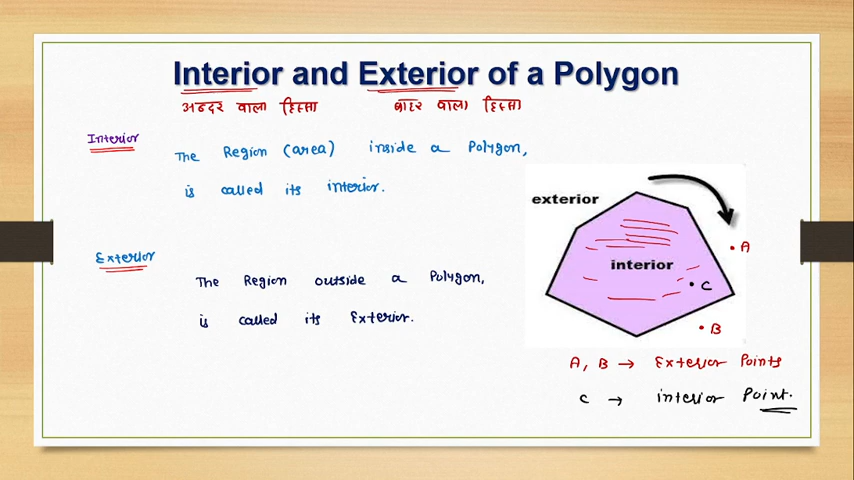 Interior and Exterior of a Polygon
अन्दर वाला हिस्सा बाहर वाला हिस्सा
Interior
The Region (area) inside a Polygon,
is called its interior.
exterior
A
interior
C
B
Exterior
The Region outside a Polygon,
is called its Exterior.
A, B → Exterior Points
C → interior Point.